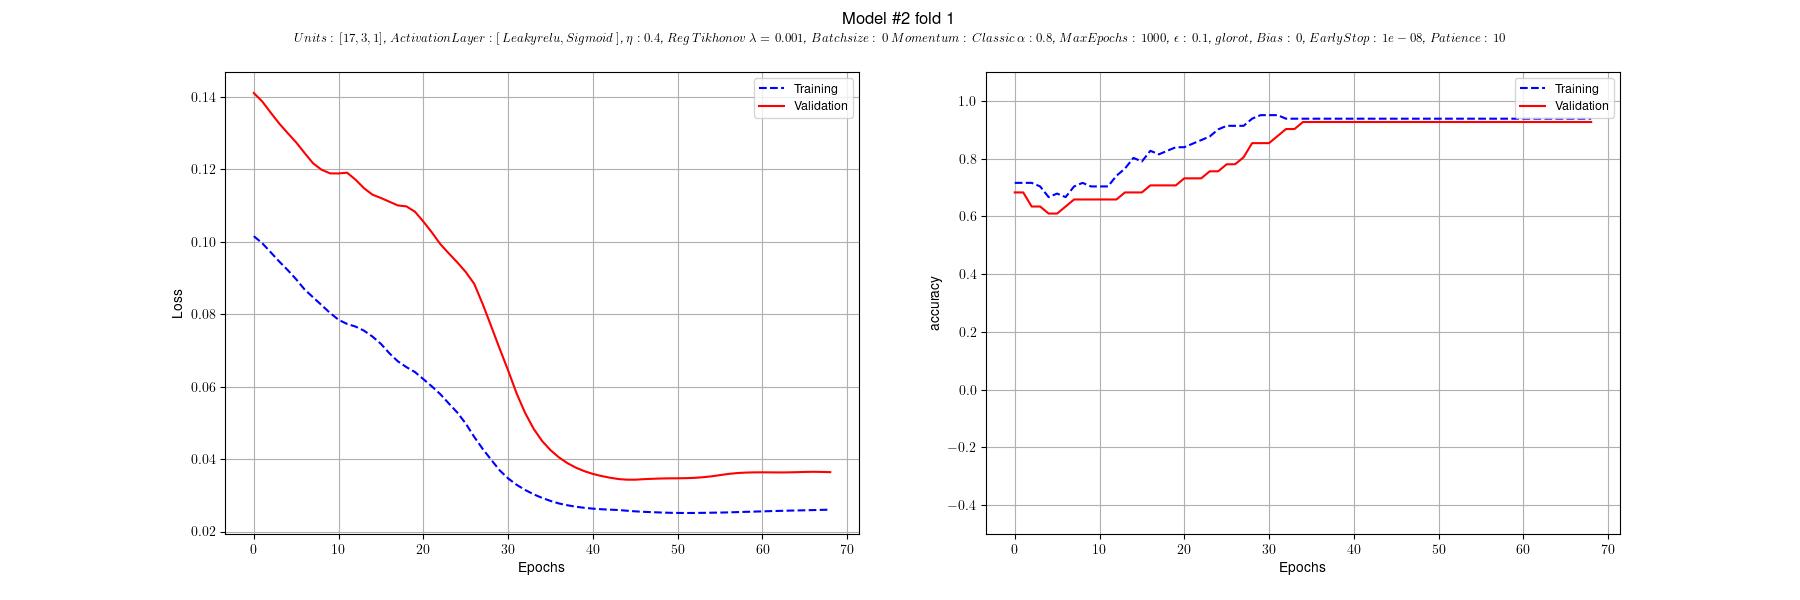 Model #2 fold 1
Units : [17, 3, 1], ActivationLayer : [ Leakyrelu, Sigmoid ], η : 0.4, Reg Tikhonov λ = 0.001, Batchsize : 0 Momentum : Classic α : 0.8, MaxEpochs : 1000, ϵ : 0.1, glorot, Bias : 0, EarlyStop : 1e − 08, Patience : 10
Training
Validation
0.14
0.12
0.10
0.08
0.06
0.04
0.02
Loss
0 10 20 30 40 50 60 70
Epochs
Training
Validation
1.0
0.8
0.6
0.4
0.2
0.0
−0.2
−0.4
accuracy
0 10 20 30 40 50 60 70
Epochs